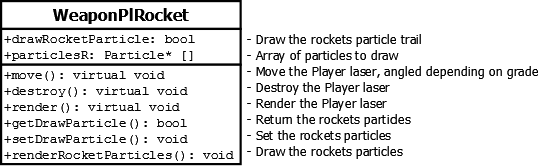 WeaponPlRocket
+drawRocketParticle: bool - Draw the rockets particle trail
+particlesR: Particle* [] - Array of particles to draw
+move(): virtual void - Move the Player laser, angled depending on grade
+destroy(): virtual void - Destroy the Player laser
+render(): virtual void - Render the Player laser
+getDrawParticle(): bool - Return the rockets particles
+setDrawParticle(): void - Set the rockets particles
+renderRocketParticles(): void - Draw the rockets particles